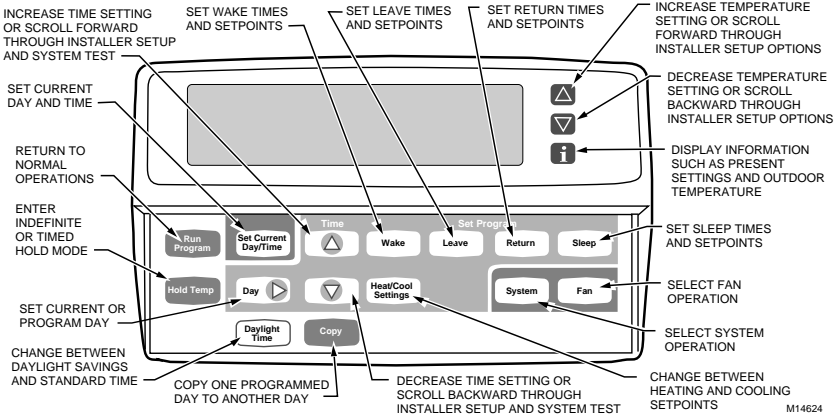 INCREASE TIME SETTING
OR SCROLL FORWARD
THROUGH INSTALLER SETUP
AND SYSTEM TEST
SET WAKE TIMES
AND SETPOINTS
SET LEAVE TIMES
AND SETPOINTS
SET RETURN TIMES
AND SETPOINTS
INCREASE TEMPERATURE
SETTING OR SCROLL
FORWARD THROUGH
INSTALLER SETUP OPTIONS
SET CURRENT
DAY AND TIME
DECREASE TEMPERATURE
SETTING OR SCROLL
BACKWARD THROUGH
INSTALLER SETUP OPTIONS
i
DISPLAY INFORMATION
SUCH AS PRESENT
SETTINGS AND OUTDOOR
TEMPERATURE
RETURN TO
NORMAL
OPERATIONS
ENTER
INDEFINITE
OR TIMED
HOLD MODE
Time
Set Program
Run
Program
Set Current
Day/Time
Wake
Leave
Return
Sleep
SET SLEEP TIMES
AND SETPOINTS
Hold Temp
Day
Heat/Cool
Settings
System
Fan
SELECT FAN
OPERATION
SET CURRENT OR
PROGRAM DAY
Daylight
Time
Copy
SELECT SYSTEM
OPERATION
CHANGE BETWEEN
DAYLIGHT SAVINGS
AND STANDARD TIME
COPY ONE PROGRAMMED
DAY TO ANOTHER DAY
DECREASE TIME SETTING OR
SCROLL BACKWARD THROUGH
INSTALLER SETUP AND SYSTEM TEST
CHANGE BETWEEN
HEATING AND COOLING
SETPOINTS
M14624